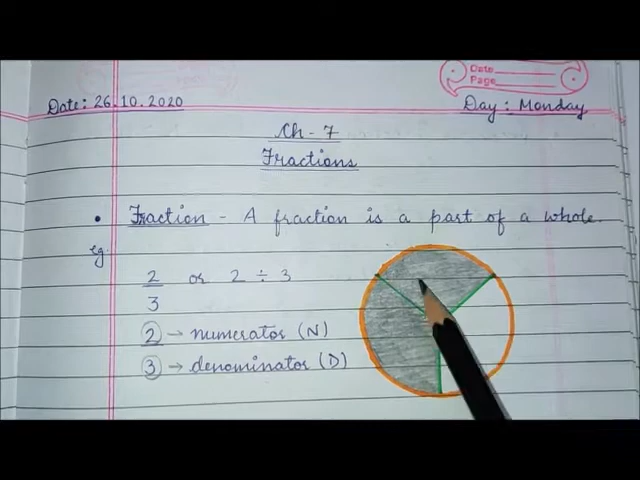 Date
Page
Date: 26.10.2020 Day: Monday
Ch - 7
Fractions
• Fraction - A fraction is a part of a whole.
eg
2/3 or 2 ÷ 3
2 → numerator (N)
3 → denominator (D)